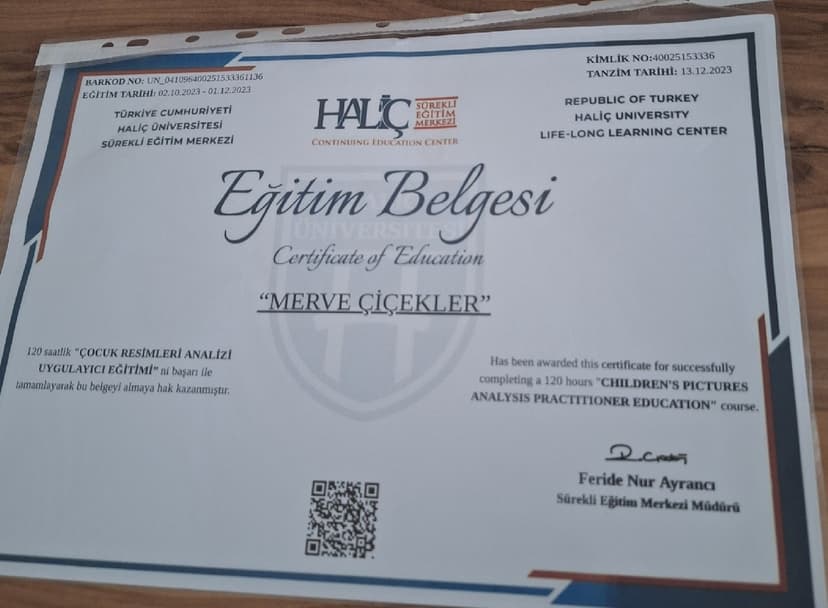 BARKOD NO: UN_041096400251533361136
EĞİTİM TARİHİ: 02.10.2023 - 01.12.2023
TÜRKİYE CUMHURİYETİ
HALİÇ ÜNİVERSİTESİ
SÜREKLİ EĞİTİM MERKEZİ
HALİÇ
SÜREKLİ
EĞİTİM
MERKEZİ
CONTINUING EDUCATION CENTER
KİMLİK NO:40025153336
TANZİM TARİHİ: 13.12.2023
REPUBLIC OF TURKEY
HALİÇ UNIVERSITY
LIFE-LONG LEARNING CENTER
Eğitim Belgesi
ÜNİVERSİTESİ
Certificate of Education
“MERVE ÇİÇEKLER”
120 saatlik "ÇOCUK RESİMLERİ ANALİZİ
UYGULAYICI EĞİTİMİ" ni başarı ile
tamamlayarak bu belgeyi almaya hak kazanmıştır.
Has been awarded this certificate for successfully
completing a 120 hours "CHILDREN'S PICTURES
ANALYSIS PRACTITIONER EDUCATION" course.
Feride Nur Ayrancı
Sürekli Eğitim Merkezi Müdürü